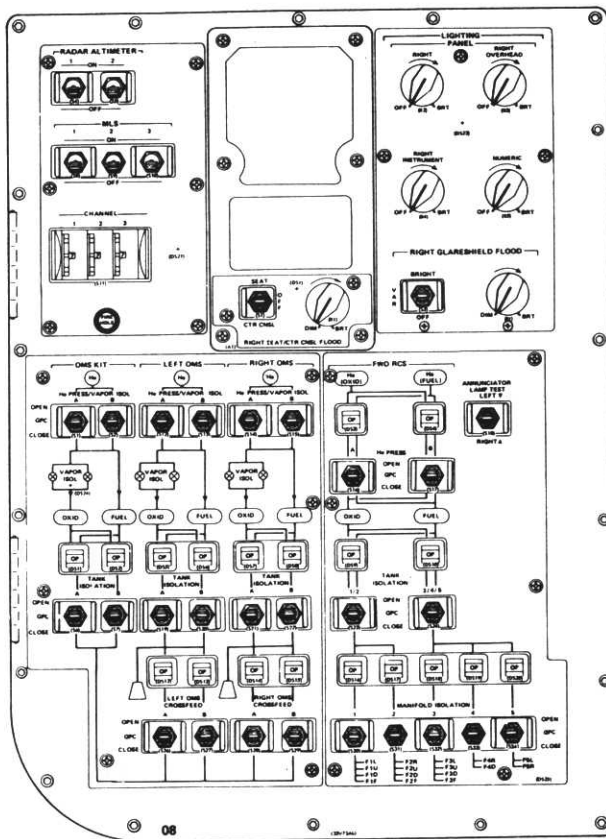 RADAR ALTIMETER
1 2
ON
OFF
MLS
1 2 3
ON
OFF
CHANNEL
1 2 3
SEAT
OFF
CTR CNSL
DIM BRT
RIGHT SEAT/CTR CNSL FLOOD
LIGHTING
PANEL
RIGHT
RIGHT OVERHEAD
OFF BRT
OFF BRT
RIGHT INSTRUMENT
NUMERIC
OFF BRT
OFF BRT
RIGHT GLARESHIELD FLOOD
BRIGHT
VAR
OFF
DIM BRT
OMS KIT
LEFT OMS
RIGHT OMS
He
He
He
He PRESS/VAPOR ISOL
He PRESS/VAPOR ISOL
He PRESS/VAPOR ISOL
A B
A B
A B
OPEN
GPC
CLOSE
VAPOR ISOL
VAPOR ISOL
VAPOR ISOL
OXID FUEL
OXID FUEL
OXID FUEL
OP OP OP OP OP OP
TANK ISOLATION
TANK ISOLATION
TANK ISOLATION
A B
A B
A B
OPEN
CLOSE
OP OP OP OP
LEFT OMS CROSSFEED
RIGHT OMS CROSSFEED
A B
A B
OPEN
GPC
CLOSE
FWD RCS
He (OXID)
He (FUEL)
ANNUNCIATOR
LAMP TEST
LEFT
RIGHT
OP OP
A B
He PRESS
OPEN
GPC
CLOSE
OXID FUEL
OP OP
TANK ISOLATION
1/2 3/4/5
OPEN
GPC
CLOSE
OP OP OP OP OP
MANIFOLD ISOLATION
1 2 3 4 5
OPEN
GPC
CLOSE
F1L F2R F3L F4R
F1U F2U F3U F4D
F1D F2D F3D
F1F F2F F3F
08